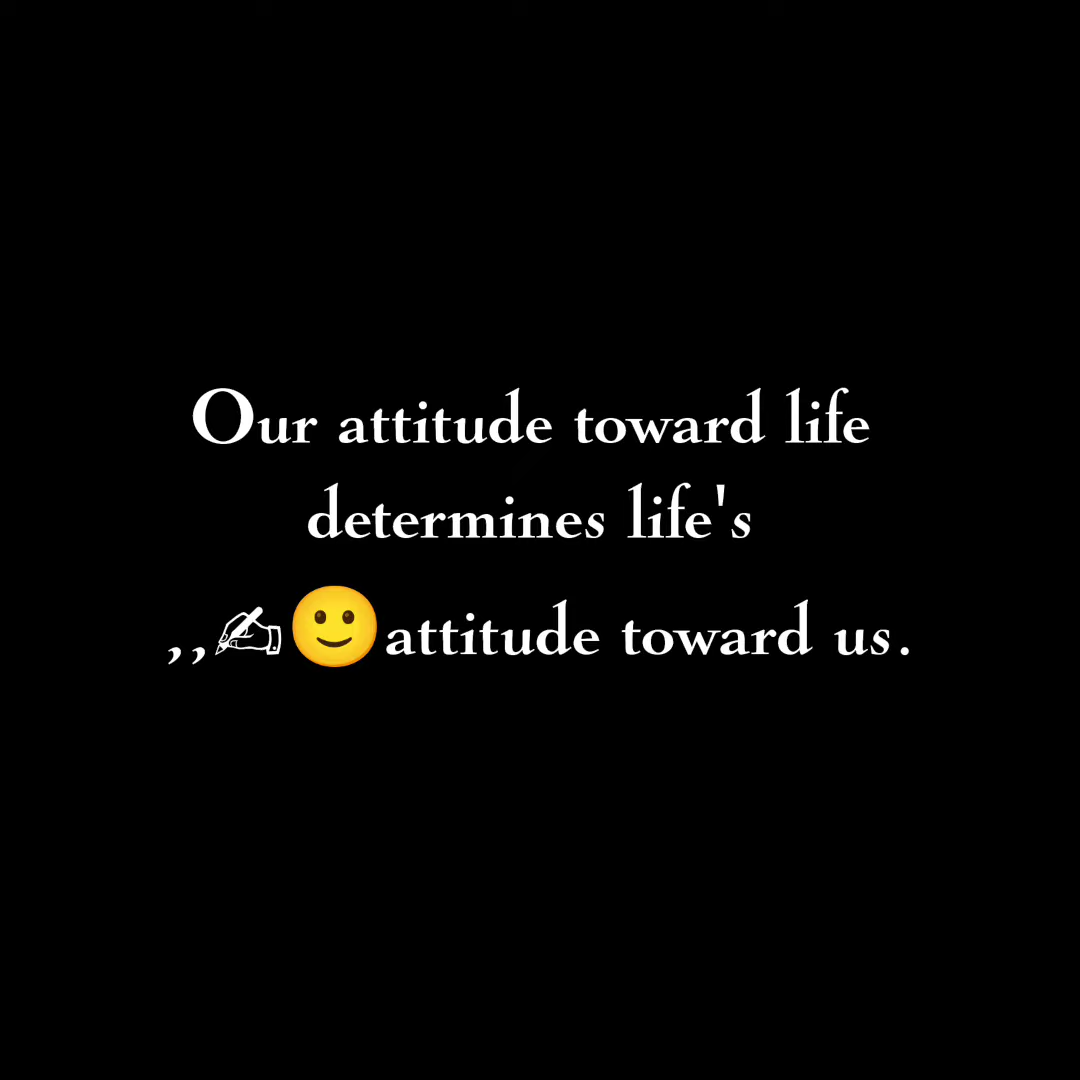 Our attitude toward life
determines life's
,,✍🙂attitude toward us.